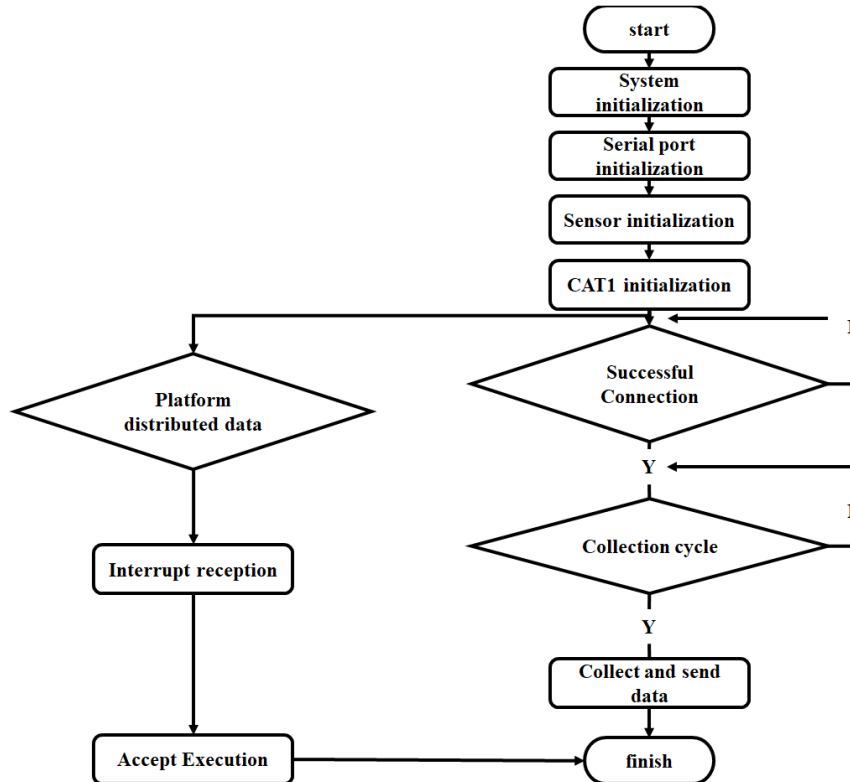 start
System
initialization
Serial port
initialization
Sensor initialization
CAT1 initialization
Successful
Connection
Platform
distributed data
Y
Collection cycle
Interrupt reception
Y
Collect and send
data
Accept Execution
finish